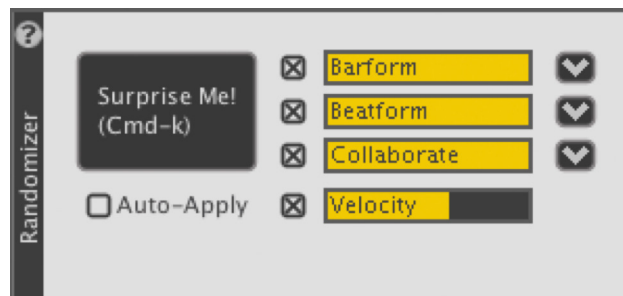 ?
Randomizer
Surprise Me!
(Cmd-k)
Auto-Apply
Barform
Beatform
Collaborate
Velocity